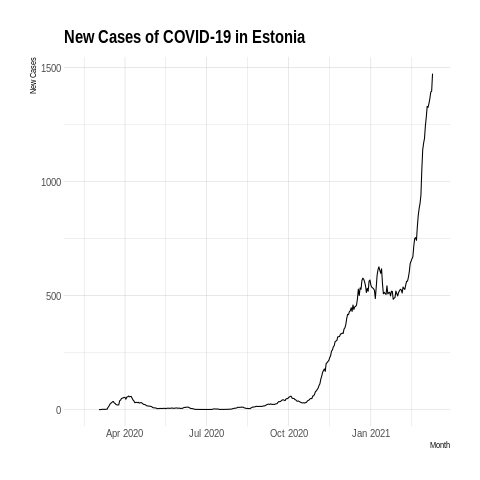 New Cases of COVID-19 in Estonia
New Cases
1500
1000
500
0
Apr 2020 Jul 2020 Oct 2020 Jan 2021
Month